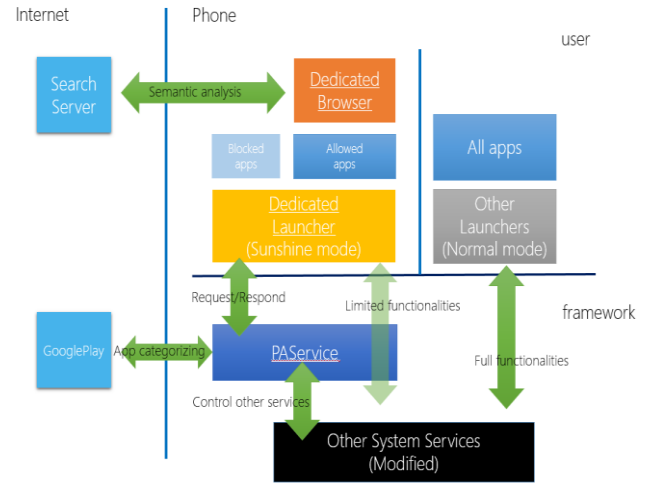 Internet
Phone
user
Search
Server
Semantic analysis
Dedicated
Browser
Blocked
apps
Allowed
apps
All apps
Dedicated
Launcher
(Sunshine mode)
Other
Launchers
(Normal mode)
Request/Respond
Limited functionalities
framework
GooglePlay
App categorizing
PAService
Full functionalities
Control other services
Other System Services
(Modified)